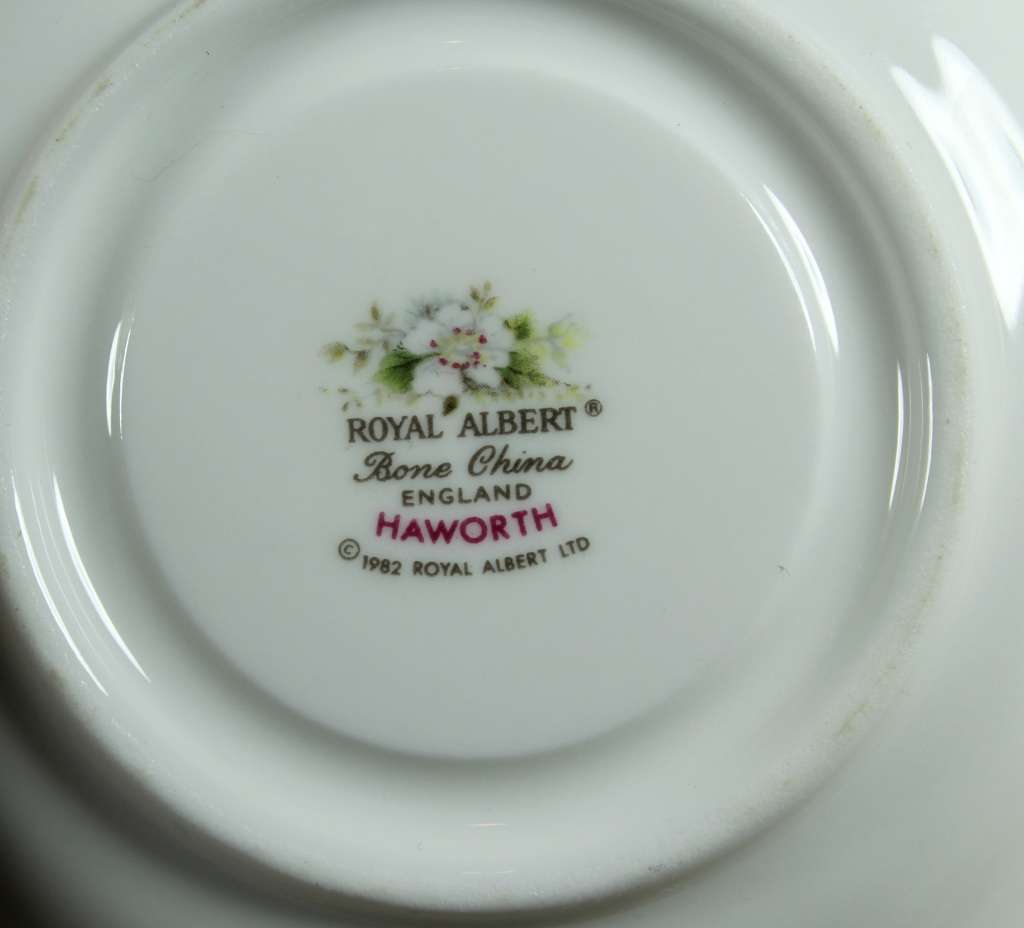 ROYAL ALBERT ®
Bone China
ENGLAND
HAWORTH
© 1982 ROYAL ALBERT LTD